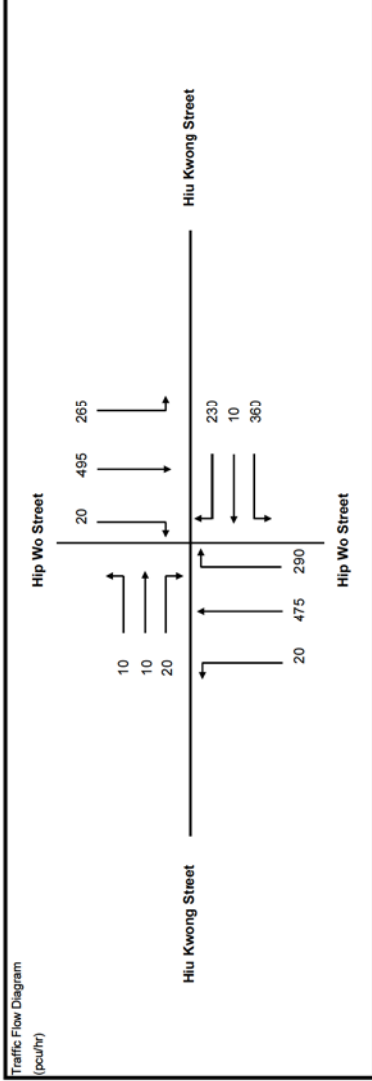 Traffic Flow Diagram
(pcu/hr)
Hip Wo Street
20 495 265
Hiu Kwong Street
10
10
20
230
10
360
Hiu Kwong Street
20 475 290
Hip Wo Street